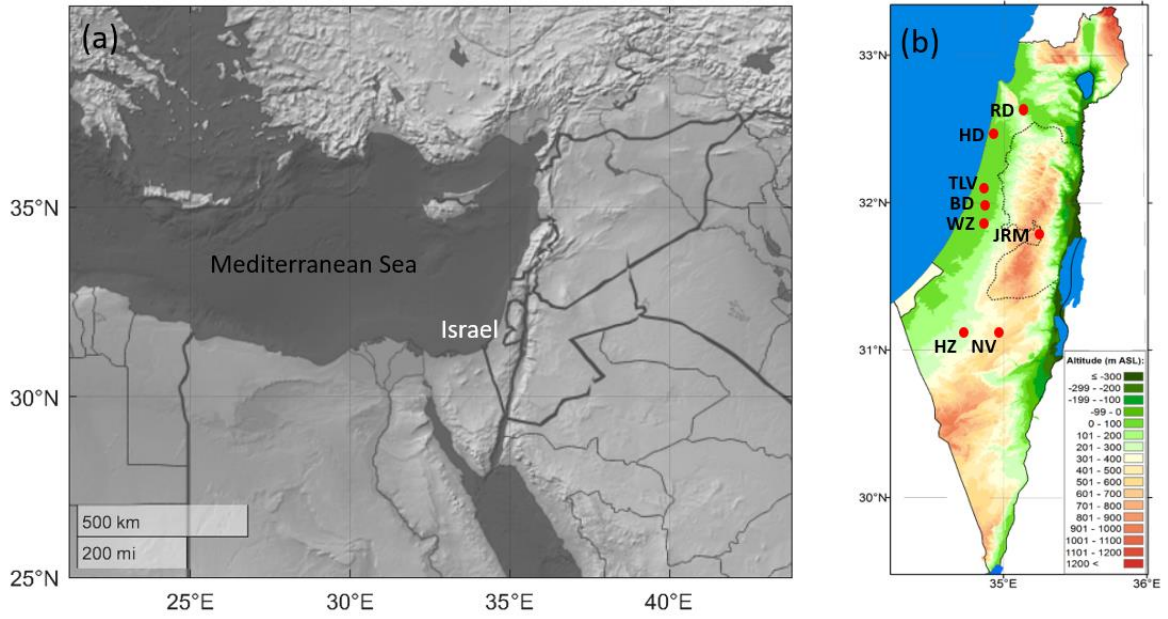 (a)
35°N
Mediterranean Sea
Israel
30°N
500 km
200 mi
25°N
25°E
30°E
35°E
40°E
(b)
33°N
RD
HD
TLV
32°N
BD
WZ
JRM
31°N
HZ
NV
Altitude (m ASL):
≤ -300
-299 - -200
-199 - -100
-99 - 0
0 - 100
101 - 200
201 - 300
301 - 400
401 - 500
501 - 600
601 - 700
701 - 800
801 - 900
901 - 1000
1001 - 1100
1101 - 1200
1200 <
30°N
35°E
36°E